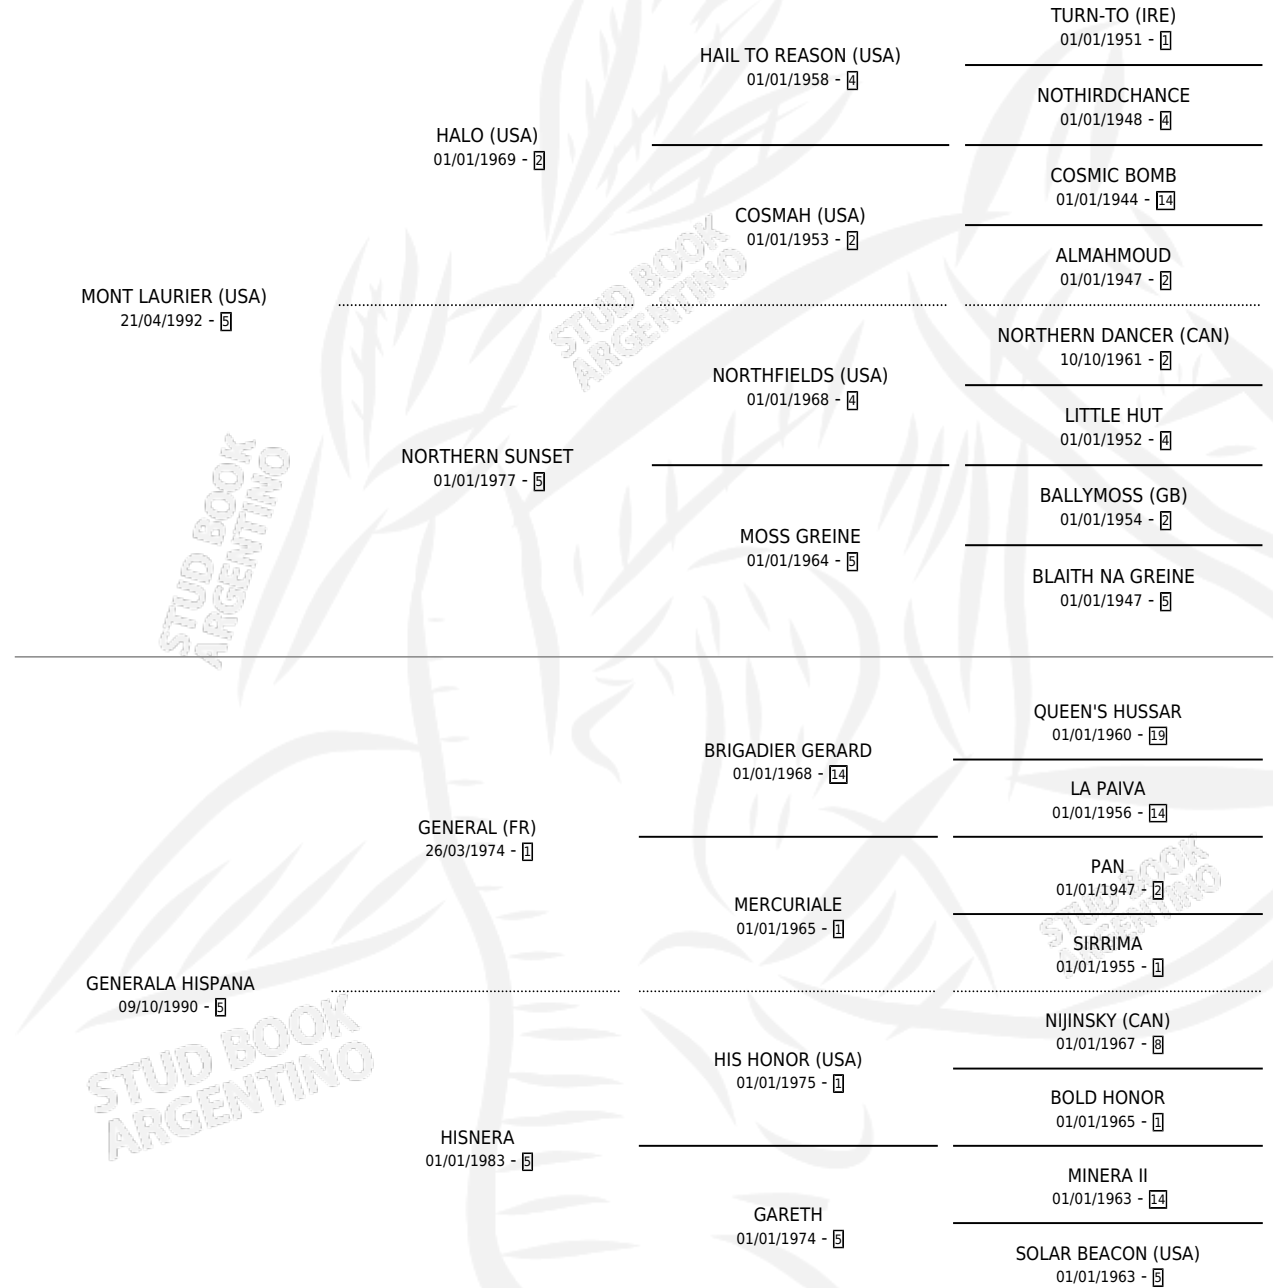 TURN-TO (IRE)
01/01/1951 - 1
HAIL TO REASON (USA)
01/01/1958 - 4
NOTHIRDCHANCE
01/01/1948 - 4
HALO (USA)
01/01/1969 - 2
COSMIC BOMB
01/01/1944 - 14
COSMAH (USA)
01/01/1953 - 2
ALMAHMOUD
01/01/1947 - 2
MONT LAURIER (USA)
21/04/1992 - 5
NORTHERN DANCER (CAN)
10/10/1961 - 2
NORTHFIELDS (USA)
01/01/1968 - 4
LITTLE HUT
01/01/1952 - 4
NORTHERN SUNSET
01/01/1977 - 5
BALLYMOSS (GB)
01/01/1954 - 2
MOSS GREINE
01/01/1964 - 5
BLAITH NA GREINE
01/01/1947 - 5
QUEEN'S HUSSAR
01/01/1960 - 19
BRIGADIER GERARD
01/01/1968 - 14
LA PAIVA
01/01/1956 - 14
GENERAL (FR)
26/03/1974 - 1
PAN
01/01/1947 - 2
MERCURIALE
01/01/1965 - 1
SIRRIMA
01/01/1955 - 1
GENERALA HISPANA
09/10/1990 - 5
NIJINSKY (CAN)
01/01/1967 - 8
HIS HONOR (USA)
01/01/1975 - 1
BOLD HONOR
01/01/1965 - 1
HISNERA
01/01/1983 - 5
MINERA II
01/01/1963 - 14
GARETH
01/01/1974 - 5
SOLAR BEACON (USA)
01/01/1963 - 5
STUD BOOK
ARGENTINO
STUD BOOK
ARGENTINO
STUD BOOK
ARGENTINO
STUD BOOK
ARGENTINO